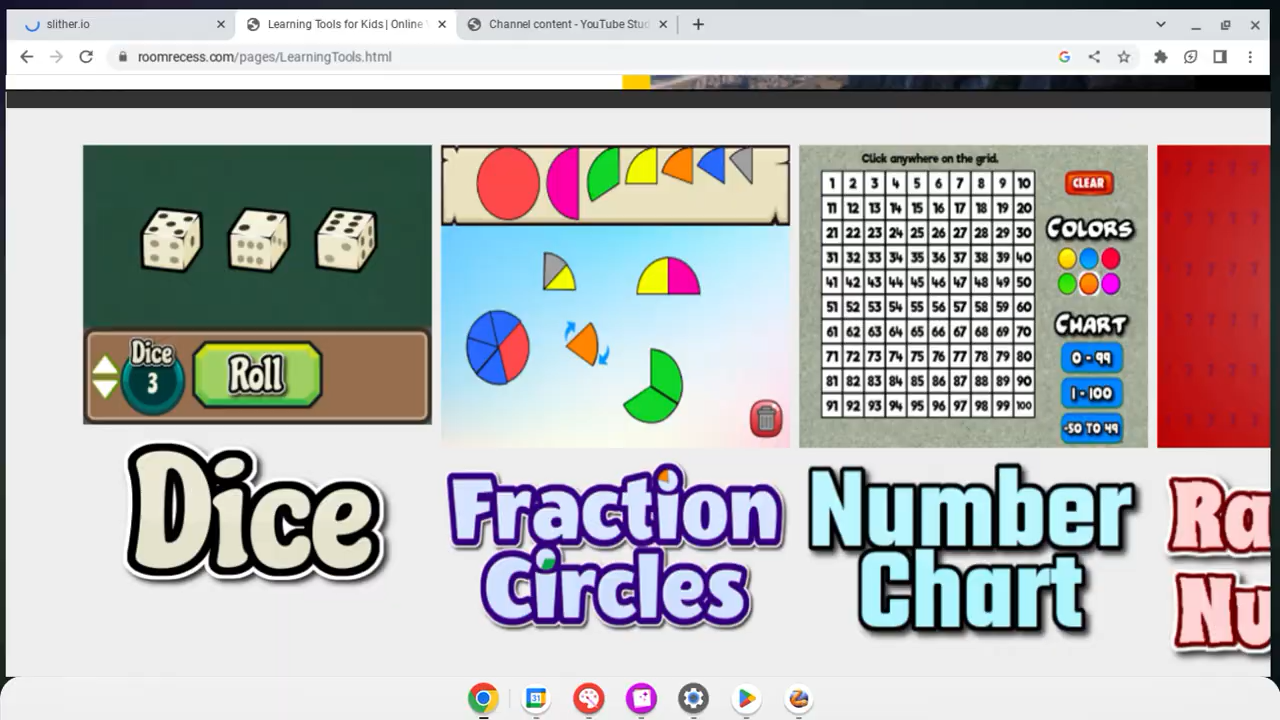 slither.io
Learning Tools for Kids | Online
Channel content - YouTube Stu
roomrecess.com/pages/LearningTools.html
Dice
3
Roll
Dice
Fraction
Circles
Click anywhere on the grid.
1 2 3 4 5 6 7 8 9 10
11 12 13 14 15 16 17 18 19 20
21 22 23 24 25 26 27 28 29 30
31 32 33 34 35 36 37 38 39 40
41 42 43 44 45 46 47 48 49 50
51 52 53 54 55 56 57 58 59 60
61 62 63 64 65 66 67 68 69 70
71 72 73 74 75 76 77 78 79 80
81 82 83 84 85 86 87 88 89 90
91 92 93 94 95 96 97 98 99 100
CLEAR
COLORS
CHART
0 - 99
1 - 100
-50 TO 49
Number
Chart
Ra
Nu
31